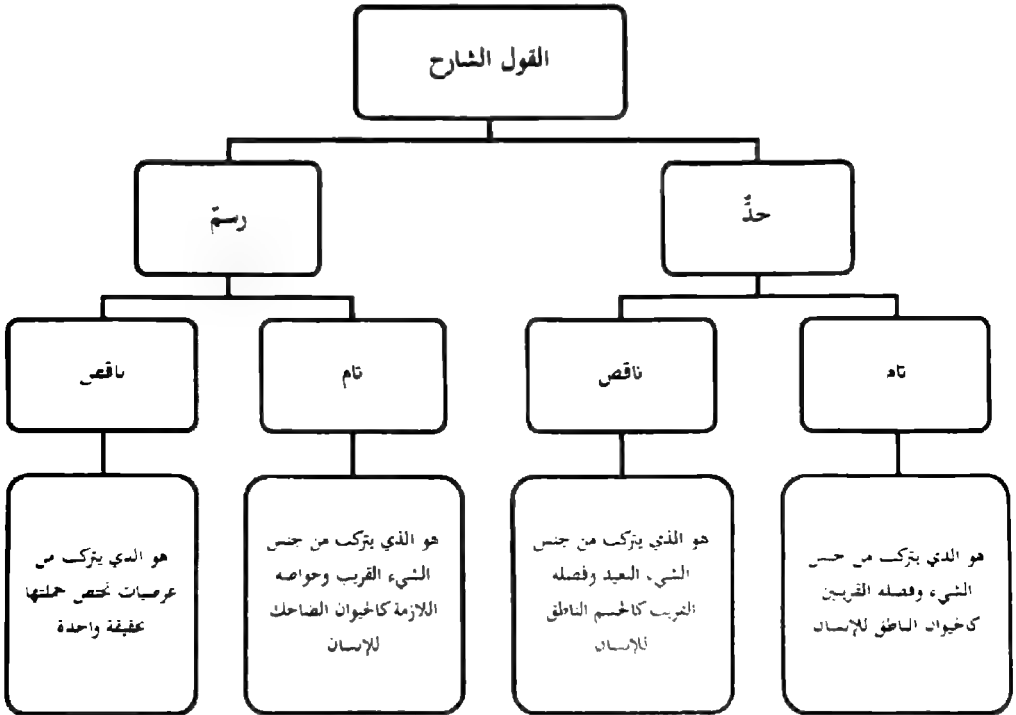 القول الشارح
حدٌّ
رسمٌ
تام
ناقص
تام
ناقص
هو الذي يتركب من جنس
الشيء وفصله القريبين
كالحيوان الناطق للإنسان
هو الذي يتركب من جنس
الشيء البعيد وفصله
القريب كالجسم الناطق
للإنسان
هو الذي يتركب من جنس
الشيء القريب وخواصه
اللازمة كالحيوان الضاحك
للإنسان
هو الذي يتركب من
عرضيات تختص جملتها
بحقيقة واحدة